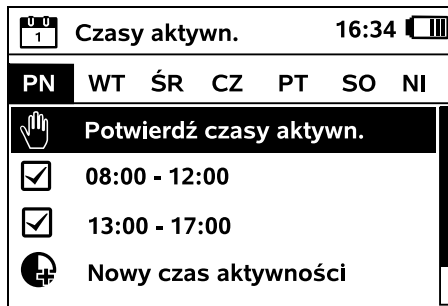 1 Czasy aktywn. 16:34
PN WT ŚR CZ PT SO NI
Potwierdź czasy aktywn.
08:00 - 12:00
13:00 - 17:00
Nowy czas aktywności